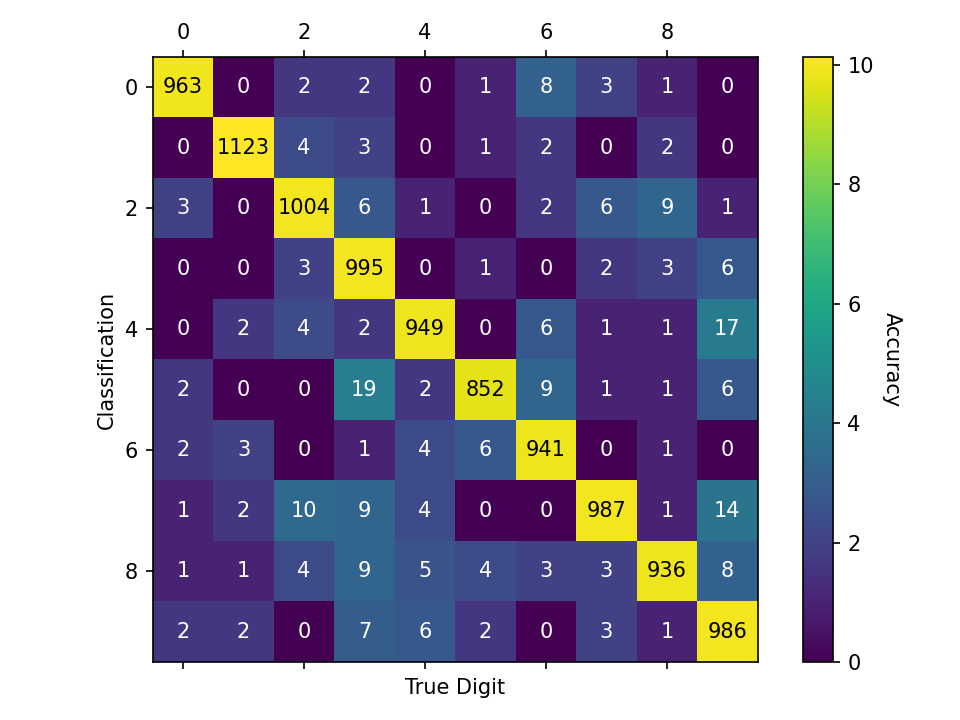 0 2 4 6 8
0 963 0 2 2 0 1 8 3 1 0 10
0 1123 4 3 0 1 2 0 2 0
2 3 0 1004 6 1 0 2 6 9 1 8
0 0 3 995 0 1 0 2 3 6
4 0 2 4 2 949 0 6 1 1 17 6
2 0 0 19 2 852 9 1 1 6
6 2 3 0 1 4 6 941 0 1 0 4
1 2 10 9 4 0 0 987 1 14
8 1 1 4 9 5 4 3 3 936 8 2
2 2 0 7 6 2 0 3 1 986 0
Classification
True Digit
Accuracy